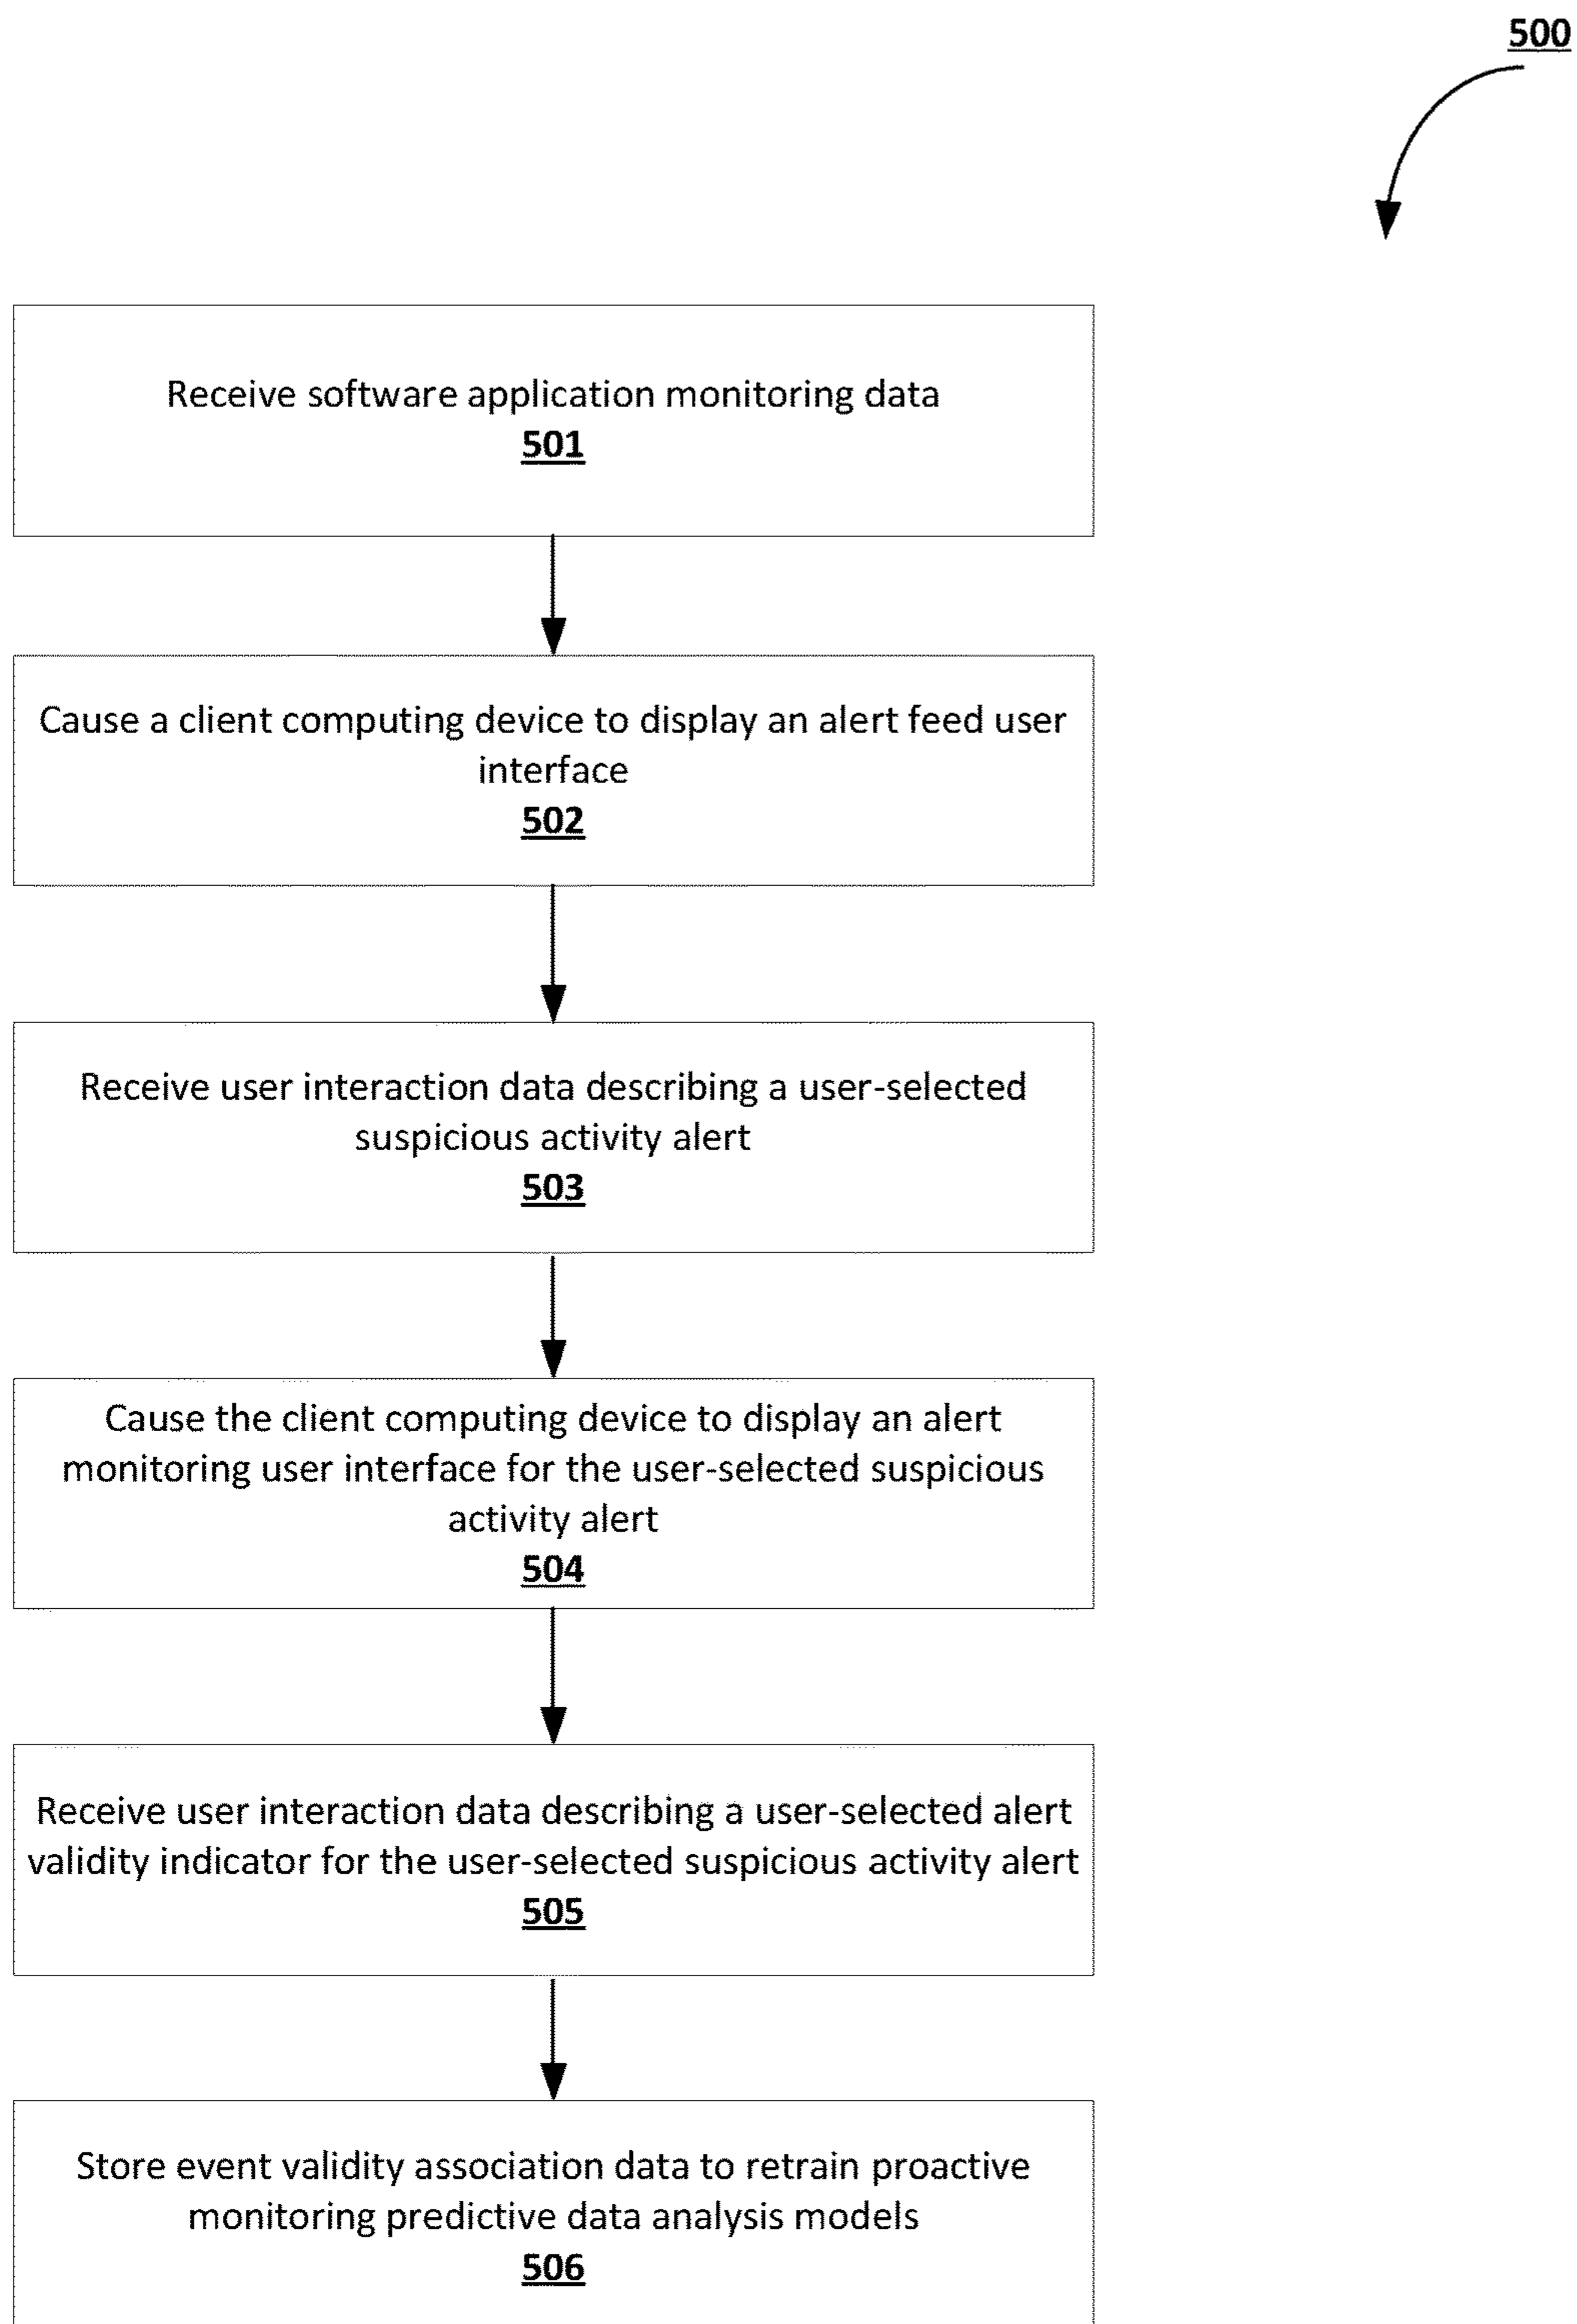 500
Receive software application monitoring data
501
Cause a client computing device to display an alert feed user
interface
502
Receive user interaction data describing a user-selected
suspicious activity alert
503
Cause the client computing device to display an alert
monitoring user interface for the user-selected suspicious
activity alert
504
Receive user interaction data describing a user-selected alert
validity indicator for the user-selected suspicious activity alert
505
Store event validity association data to retrain proactive
monitoring predictive data analysis models
506